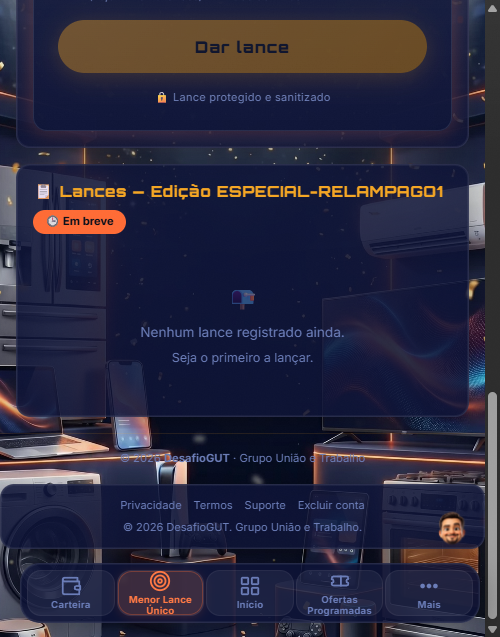 Dar lance
Lance protegido e sanitizado
Lances — Edição ESPECIAL-RELAMPAGO1
Em breve
Nenhum lance registrado ainda.
Seja o primeiro a lançar.
© 2026 DesafioGUT · Grupo União e Trabalho
Privacidade Termos Suporte Excluir conta
© 2026 DesafioGUT. Grupo União e Trabalho.
Carteira
Menor Lance
Único
Início
Ofertas
Programadas
Mais